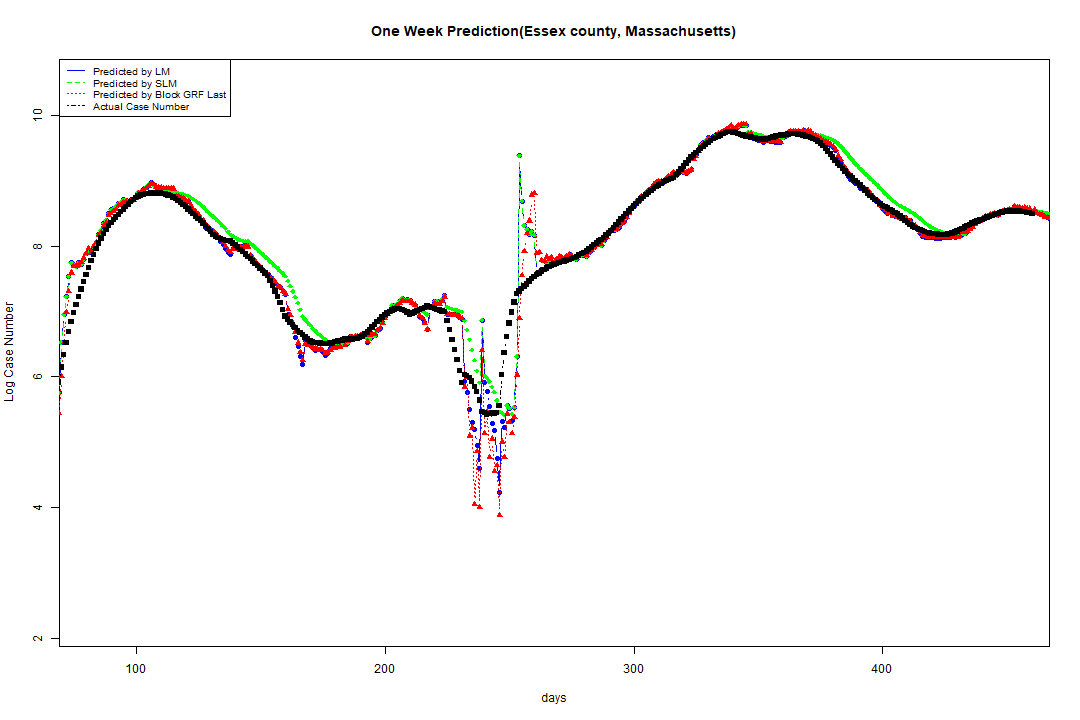 One Week Prediction(Essex county, Massachusetts)
Predicted by LM
Predicted by SLM
Predicted by Block GRF Last
Actual Case Number
Log Case Number
10
8
6
4
2
100 200 300 400
days